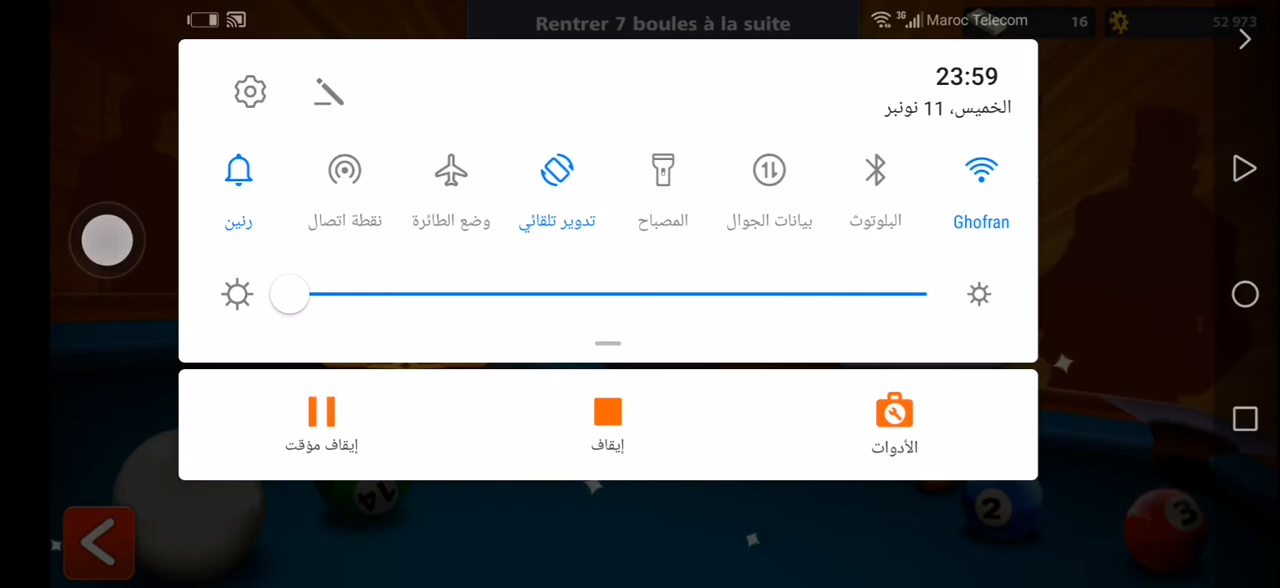 Rentrer 7 boules à la suite
3G Maroc Telecom
16
52 973
23:59
الخميس، 11 نونبر
Ghofran
البلوتوث
بيانات الجوال
المصباح
تدوير تلقائي
وضع الطائرة
نقطة اتصال
رنين
الأدوات
إيقاف
إيقاف مؤقت
14
2
3